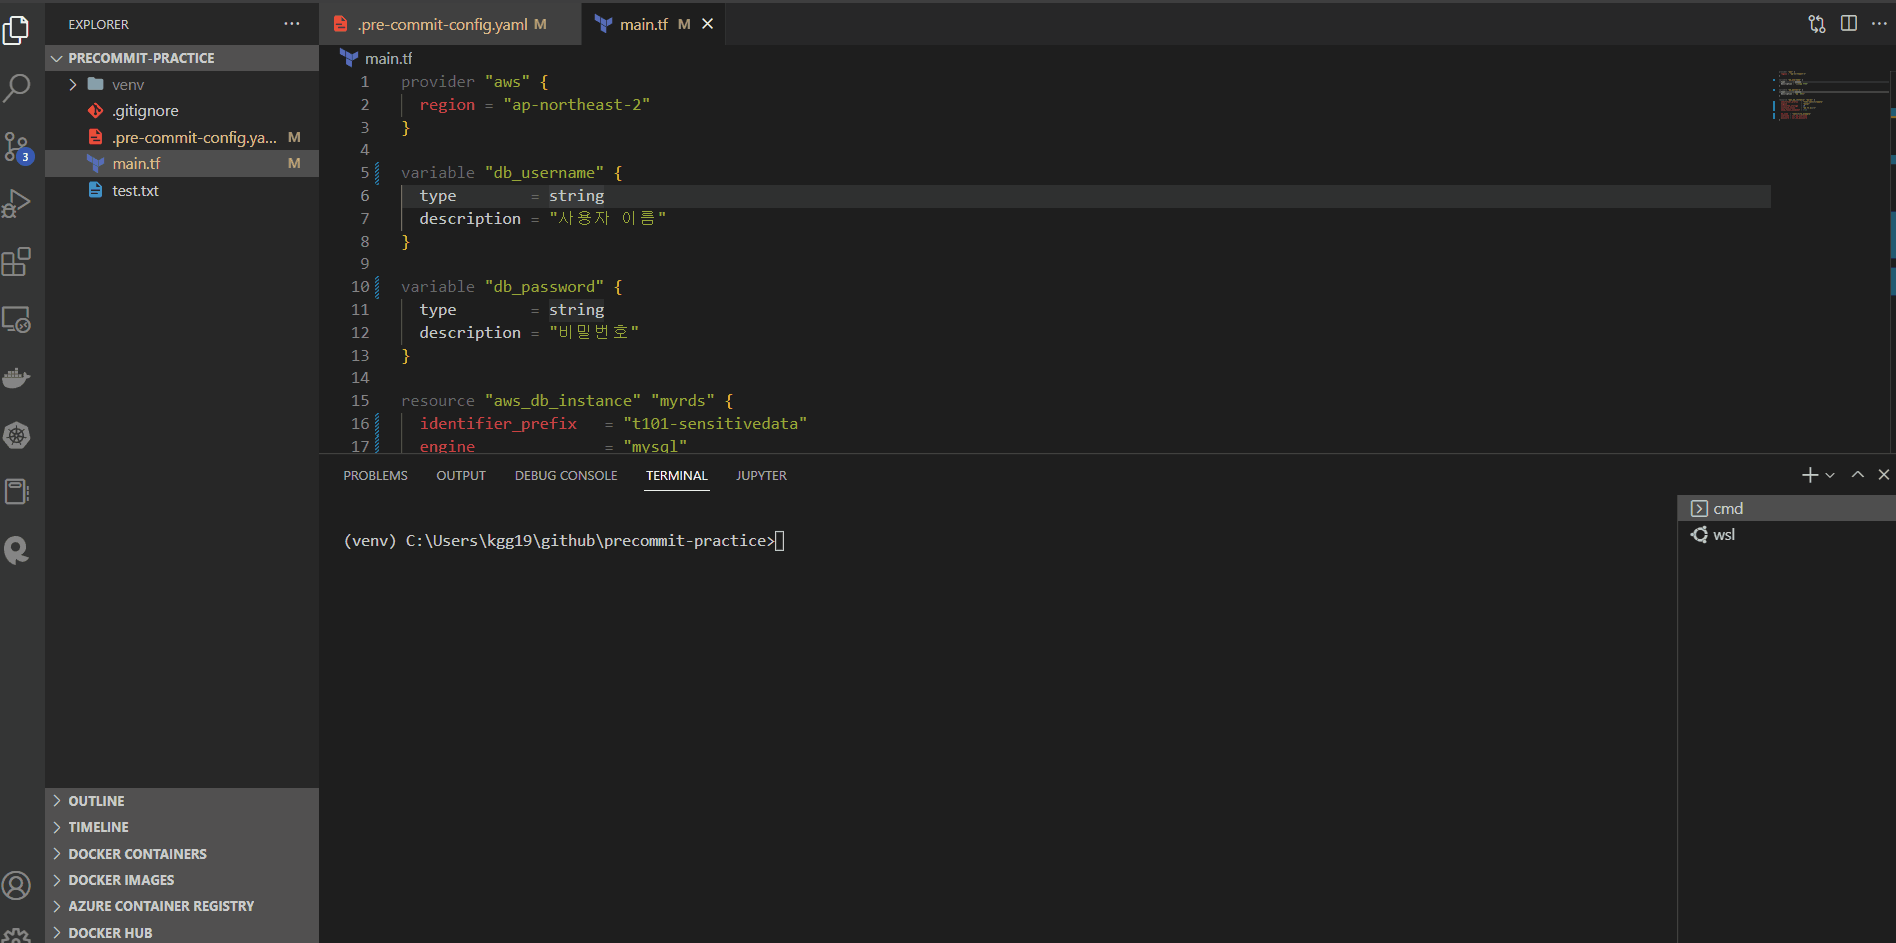 EXPLORER
PRECOMMIT-PRACTICE
venv
.gitignore
.pre-commit-config.ya... M
main.tf M
test.txt
3
OUTLINE
TIMELINE
DOCKER CONTAINERS
DOCKER IMAGES
AZURE CONTAINER REGISTRY
DOCKER HUB
.pre-commit-config.yaml M
main.tf M
main.tf
1 provider "aws" {
2 region = "ap-northeast-2"
3 }
4
5 variable "db_username" {
6 type = string
7 description = "사용자 이름"
8 }
9
10 variable "db_password" {
11 type = string
12 description = "비밀번호"
13 }
14
15 resource "aws_db_instance" "myrds" {
16 identifier_prefix = "t101-sensitivedata"
17 engine = "mysql"
PROBLEMS OUTPUT DEBUG CONSOLE TERMINAL JUPYTER
(venv) C:\Users\kgg19\github\precommit-practice>
cmd
wsl